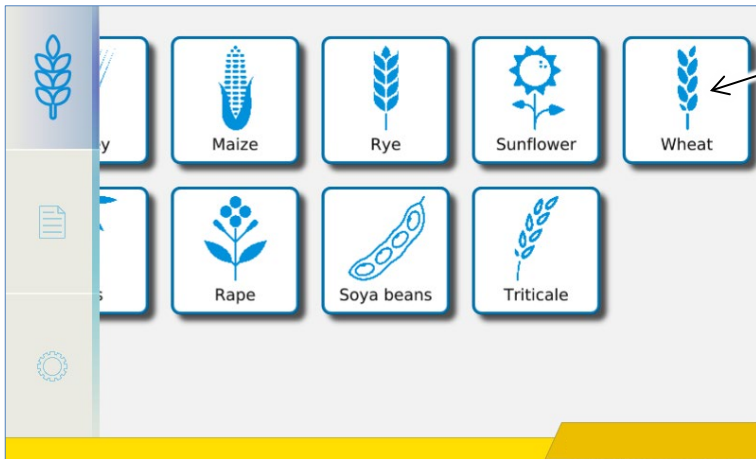 y
Maize
Rye
Sunflower
Wheat
s
Rape
Soya beans
Triticale